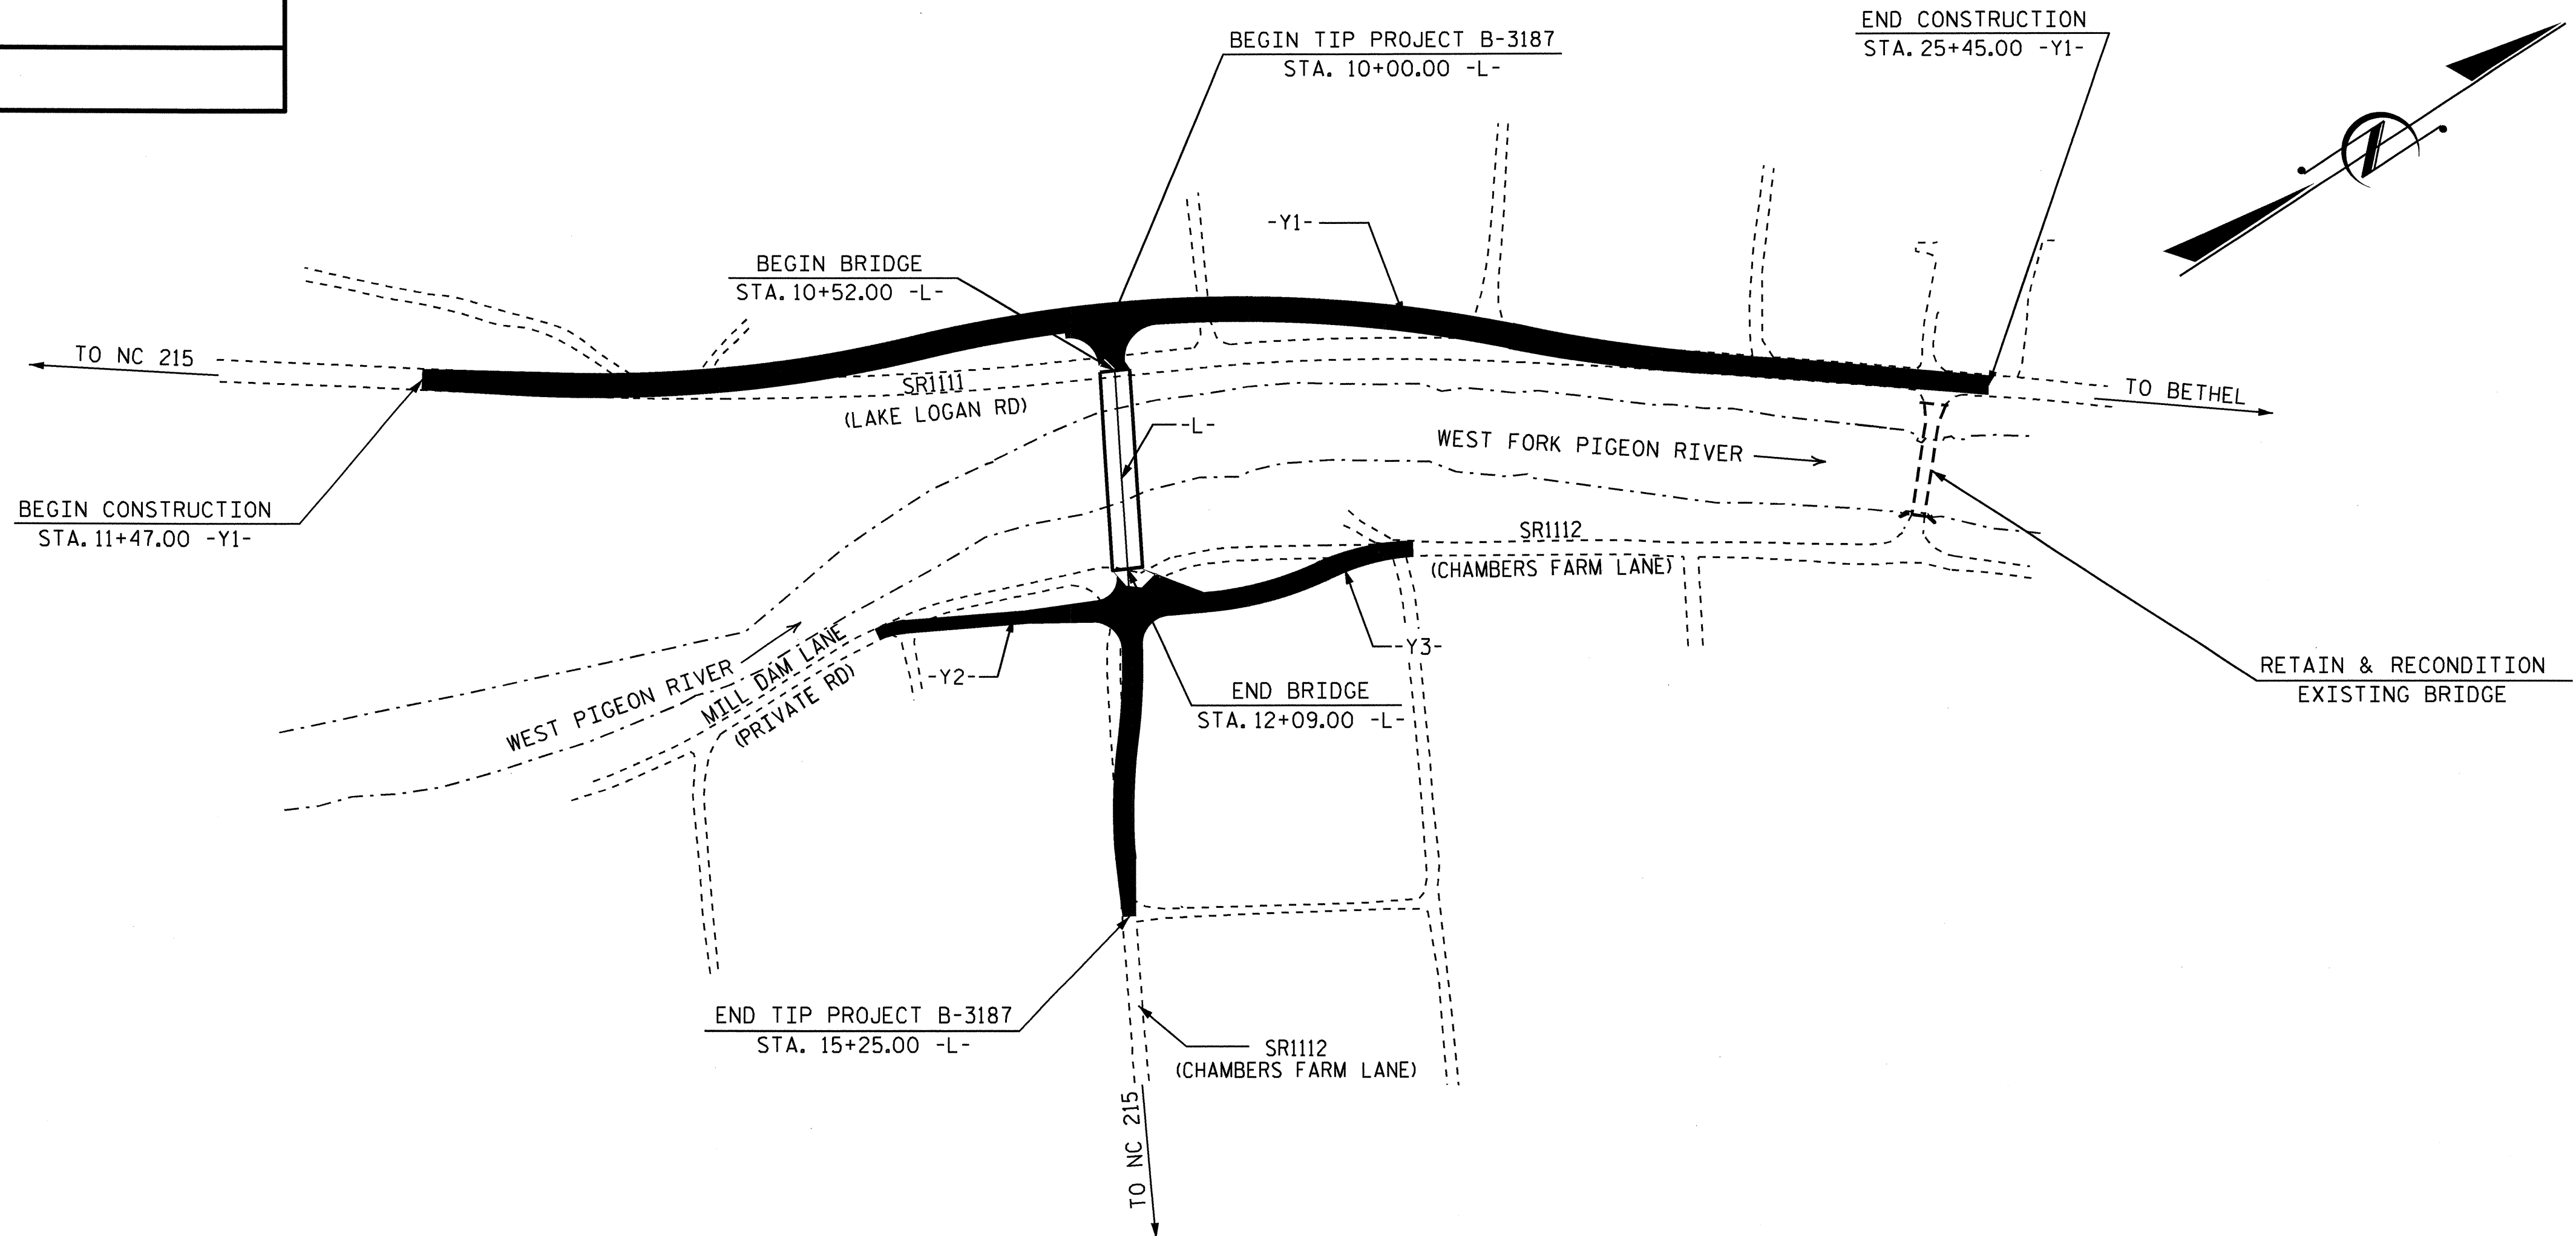 END CONSTRUCTION
STA. 25+45.00 -Y1-
BEGIN TIP PROJECT B-3187
STA. 10+00.00 -L-
N
-Y1-
BEGIN BRIDGE
STA. 10+52.00 -L-
TO NC 215
SR1111
(LAKE LOGAN RD)
TO BETHEL
-L-
WEST FORK PIGEON RIVER
BEGIN CONSTRUCTION
STA. 11+47.00 -Y1-
SR1112
(CHAMBERS FARM LANE)
WEST PIGEON RIVER
MILL DAM LANE
(PRIVATE RD)
-Y2-
-Y3-
END BRIDGE
STA. 12+09.00 -L-
RETAIN & RECONDITION
EXISTING BRIDGE
END TIP PROJECT B-3187
STA. 15+25.00 -L-
SR1112
(CHAMBERS FARM LANE)
TO NC 215